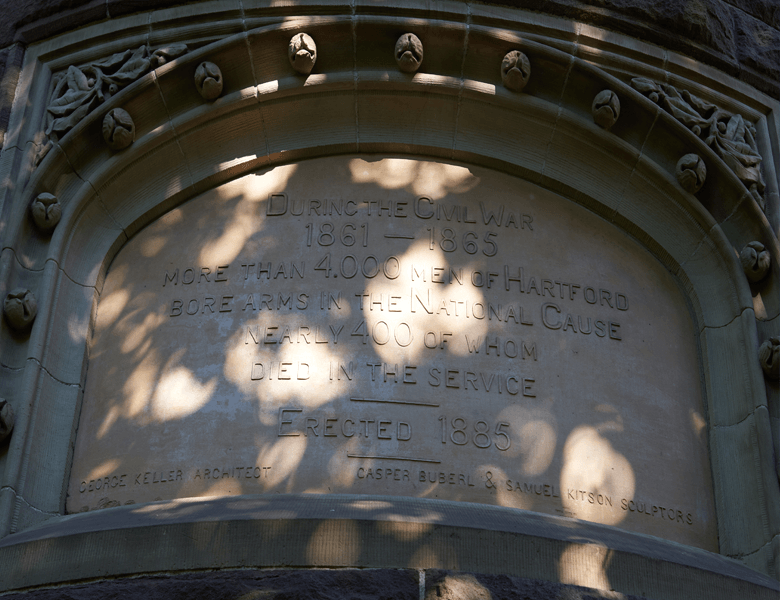 During the Civil War
1861 — 1865
more than 4.000 men of Hartford
bore arms in the National Cause
nearly 400 of whom
died in the service
Erected 1885
George Keller Architect Casper Buberl & Samuel Kitson Sculptors